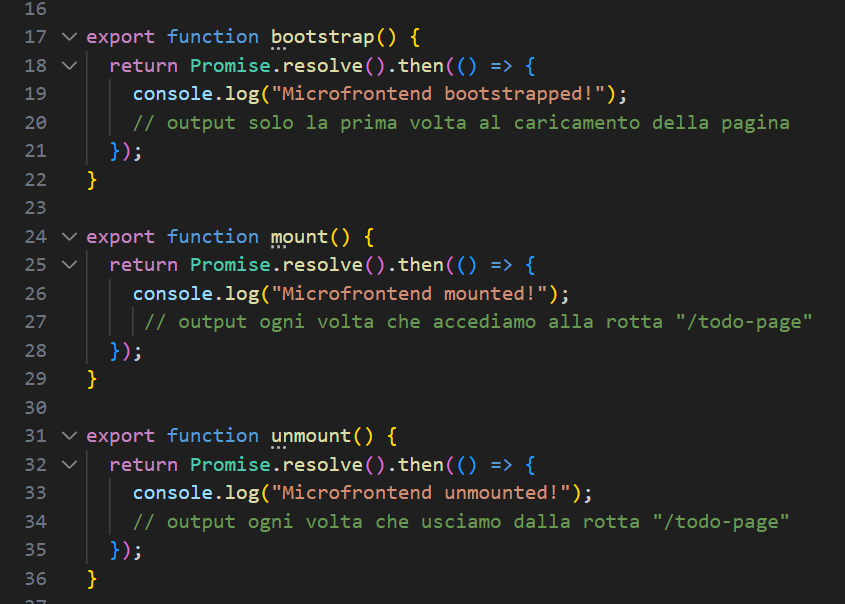 16
17 export function bootstrap() {
18 return Promise.resolve().then(() => {
19 console.log("Microfrontend bootstrapped!");
20 // output solo la prima volta al caricamento della pagina
21 });
22 }
23
24 export function mount() {
25 return Promise.resolve().then(() => {
26 console.log("Microfrontend mounted!");
27 // output ogni volta che accediamo alla rotta "/todo-page"
28 });
29 }
30
31 export function unmount() {
32 return Promise.resolve().then(() => {
33 console.log("Microfrontend unmounted!");
34 // output ogni volta che usciamo dalla rotta "/todo-page"
35 });
36 }
37